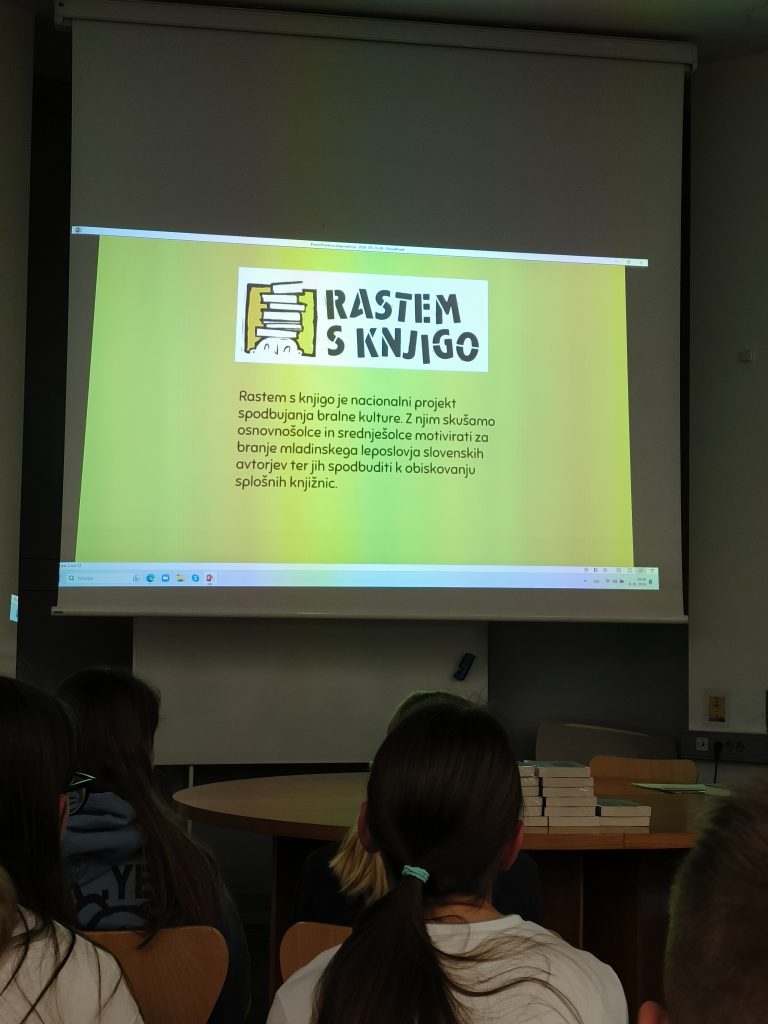 RASTEM
S KNJIGO
Rastem s knjigo je nacionalni projekt
spodbujanja bralne kulture. Z njim skušamo
osnovnošolce in srednješolce motivirati za
branje mladinskega leposlovja slovenskih
avtorjev ter jih spodbuditi k obiskovanju
splošnih knjižnic.
Iskanje